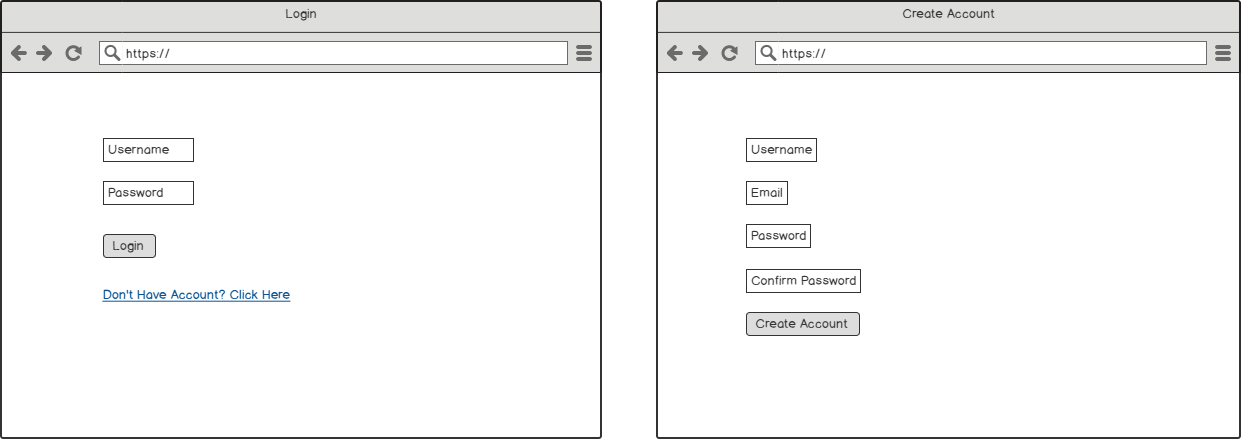 Login
https://
Username
Password
Login
Don't Have Account? Click Here
Create Account
https://
Username
Email
Password
Confirm Password
Create Account